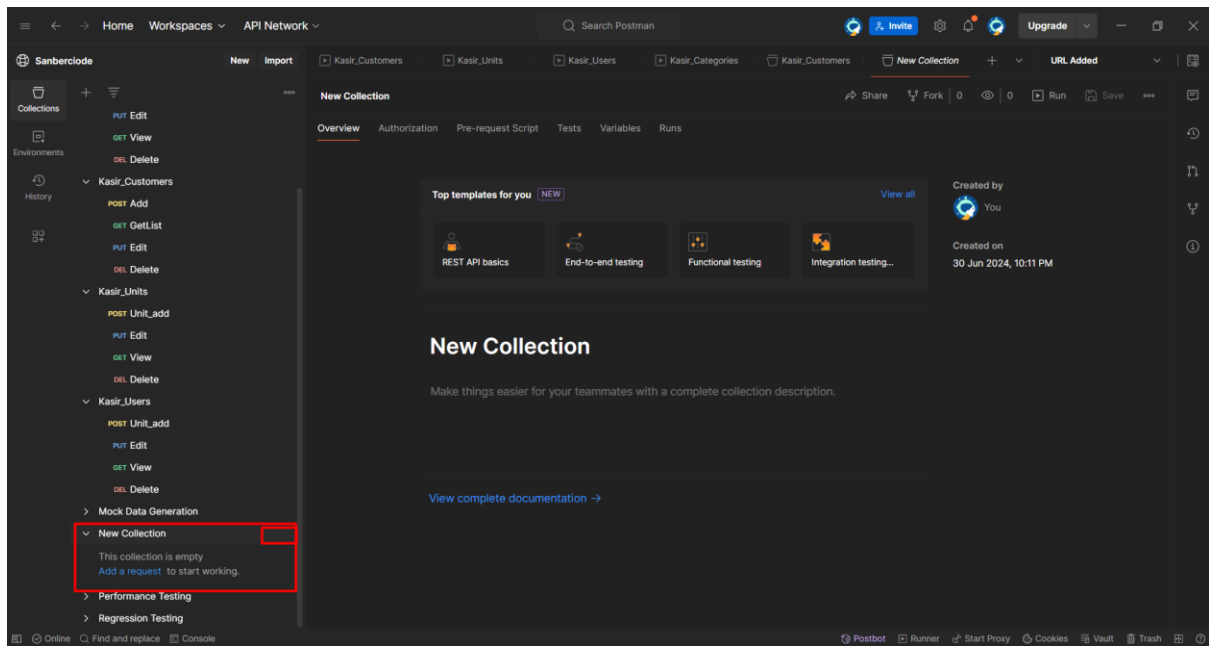 Home Workspaces API Network Search Postman Invite Upgrade
Sanberciode New Import
Kasir_Customers Kasir_Units Kasir_Users Kasir_Categories Kasir_Customers New Collection URL Added
Collections
Environments
History
PUT Edit
GET View
DEL Delete
Kasir_Customers
POST Add
GET GetList
PUT Edit
DEL Delete
Kasir_Units
POST Unit_add
PUT Edit
GET View
DEL Delete
Kasir_Users
POST Unit_add
PUT Edit
GET View
DEL Delete
Mock Data Generation
New Collection
This collection is empty
Add a request to start working.
Performance Testing
Regression Testing
New Collection Share Fork 0 0 Run Save
Overview Authorization Pre-request Script Tests Variables Runs
Top templates for you NEW View all
REST API basics End-to-end testing Functional testing Integration testing...
Created by
You
Created on
30 Jun 2024, 10:11 PM
New Collection
Make things easier for your teammates with a complete collection description.
View complete documentation →
Online Find and replace Console Postbot Runner Start Proxy Cookies Vault Trash